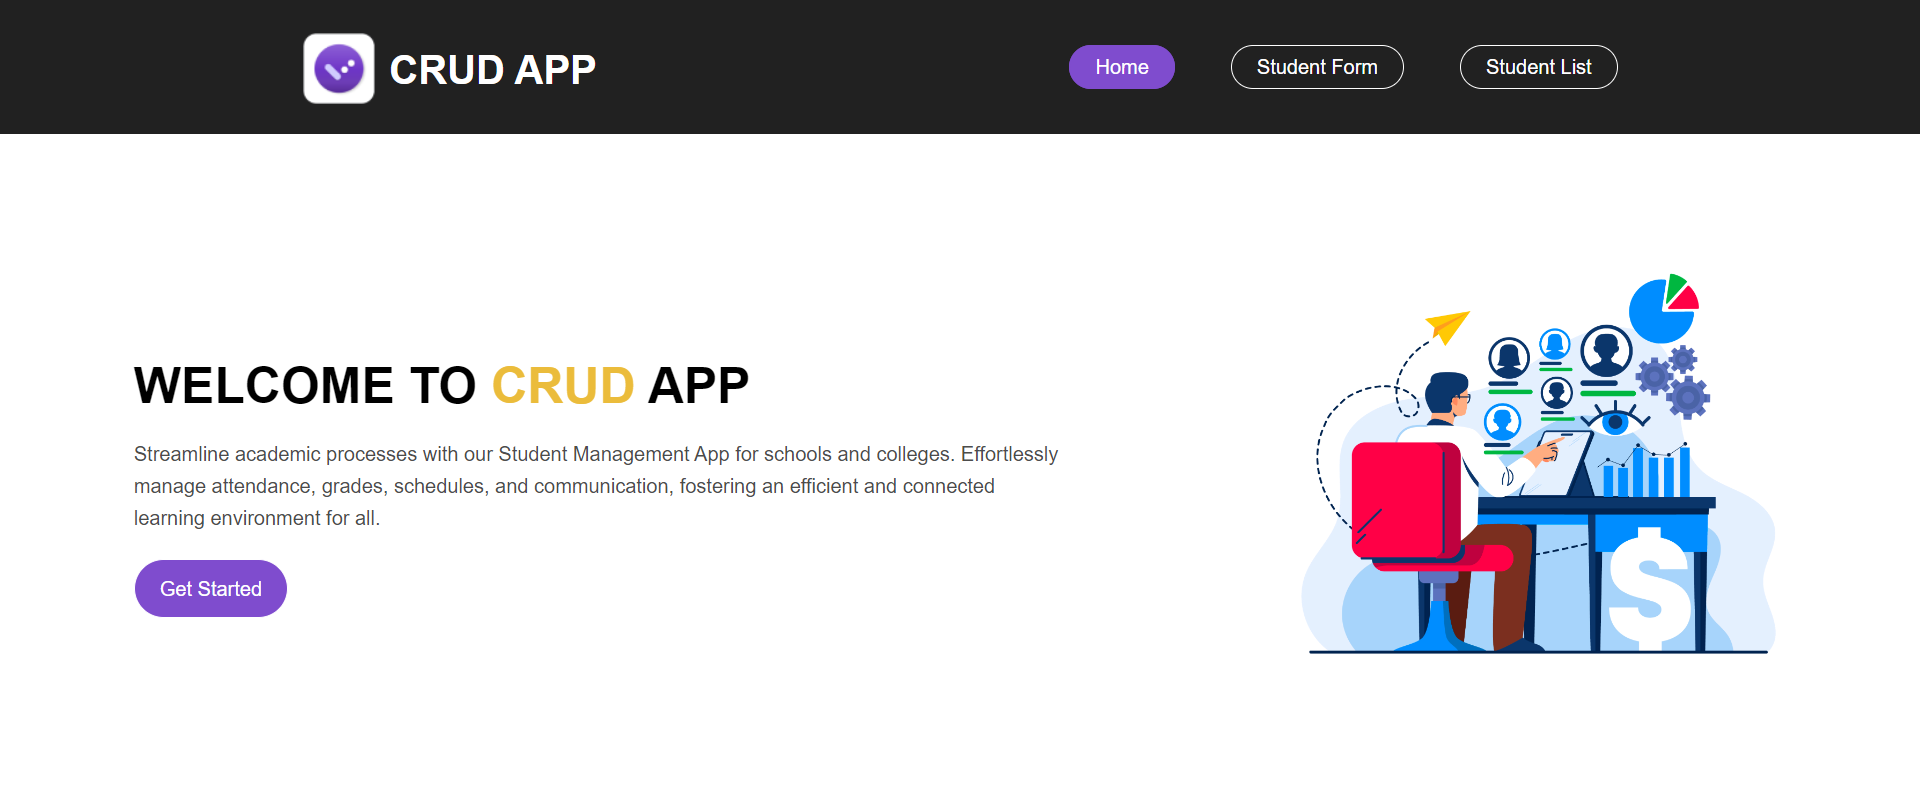 CRUD APP
Home
Student Form
Student List
WELCOME TO CRUD APP
Streamline academic processes with our Student Management App for schools and colleges. Effortlessly
manage attendance, grades, schedules, and communication, fostering an efficient and connected
learning environment for all.
Get Started
$